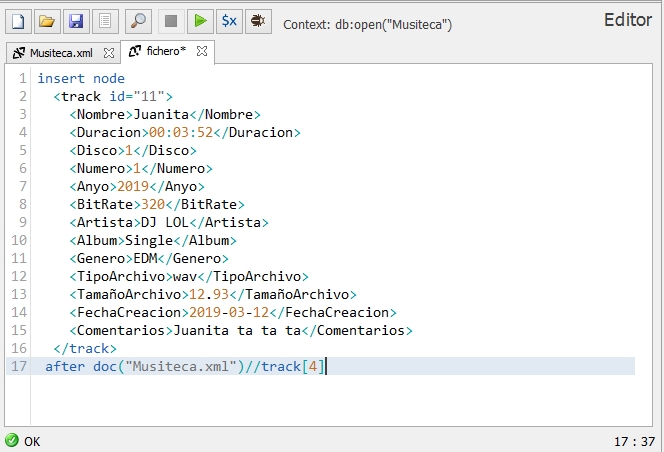 $x Context: db:open("Musiteca") Editor
Musiteca.xml fichero*
1 insert node
2 <track id="11">
3 <Nombre>Juanita</Nombre>
4 <Duracion>00:03:52</Duracion>
5 <Disco>1</Disco>
6 <Numero>1</Numero>
7 <Anyo>2019</Anyo>
8 <BitRate>320</BitRate>
9 <Artista>DJ LOL</Artista>
10 <Album>Single</Album>
11 <Genero>EDM</Genero>
12 <TipoArchivo>wav</TipoArchivo>
13 <TamañoArchivo>12.93</TamañoArchivo>
14 <FechaCreacion>2019-03-12</FechaCreacion>
15 <Comentarios>Juanita ta ta ta</Comentarios>
16 </track>
17 after doc("Musiteca.xml")//track[4]
OK 17 : 37